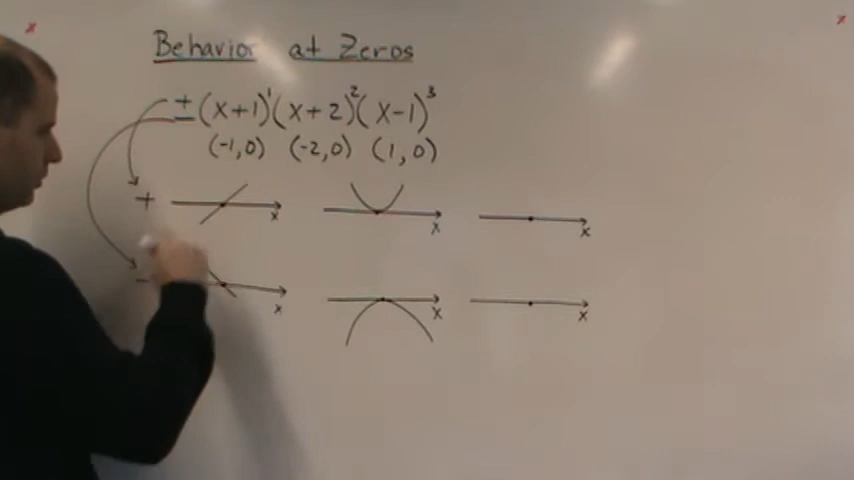 Behavior at Zeros
±(x+1)¹(x+2)²(x-1)³
(-1,0) (-2,0) (1,0)
+ x x x
- x x x